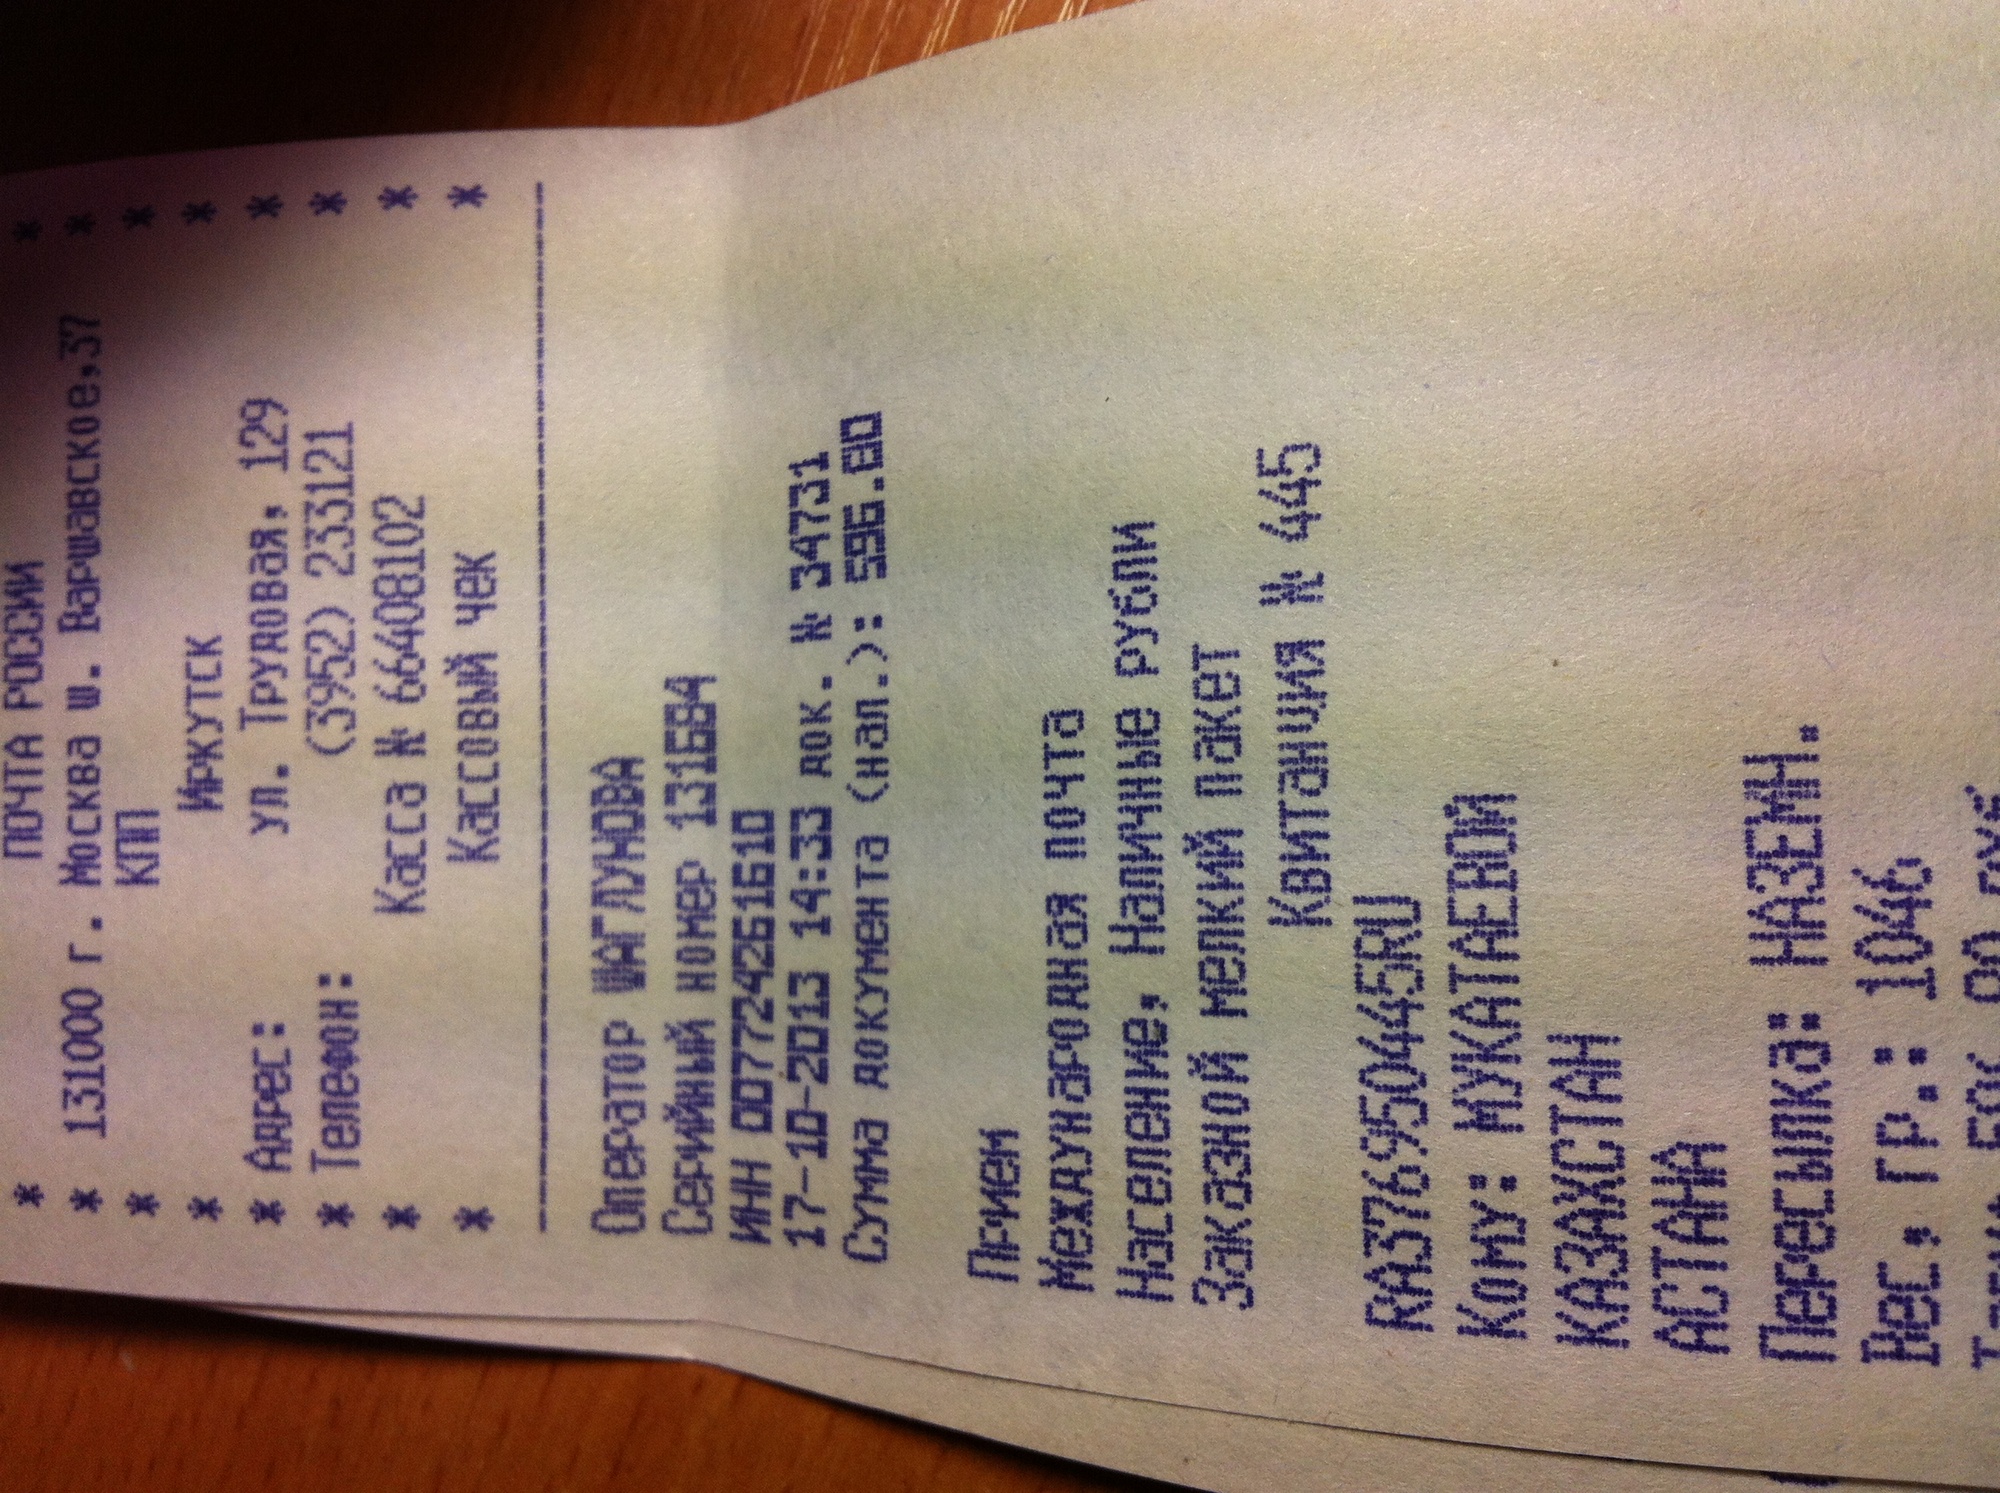 * ПОЧТА РОССИИ *
* 131000 г. Москва ш. Варшавское,37 *
* КПП *
* Иркутск *
* Адрес: ул. Трудовая, 129 *
* Телефон: (3952) 233121 *
* Касса № 66408102 *
* Кассовый чек *
Оператор ШАГЛУНОВА
Серийный номер 131684
ИНН 007724261610
17-10-2013 14:33 док. № 34731
Сумма документа (нал.): 596.80
Прием
Международная почта
Население, Наличные рубли
Заказной мелкий пакет
Квитанция № 445
RA376950445RU
Кому: МУКАТАЕВОЙ
КАЗАХСТАН
АСТАНА
Пересылка: НАЗЕМН.
Вес, гр.: 1046